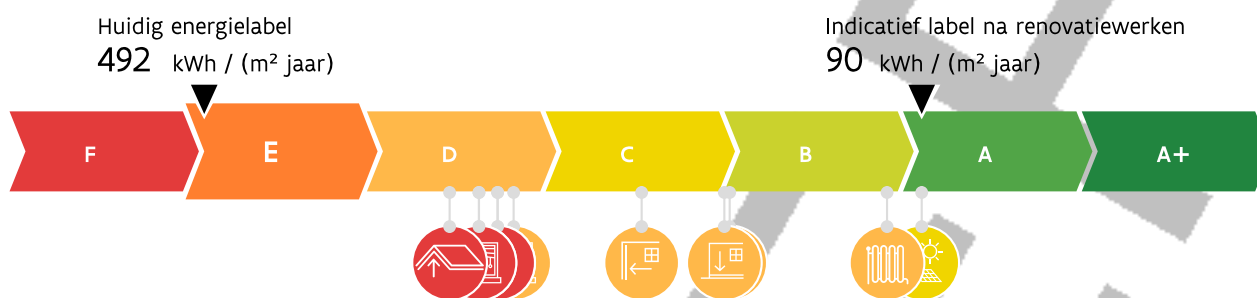 Huidig energielabel
492 kWh / (m² jaar)
Indicatief label na renovatiewerken
90 kWh / (m² jaar)
F E D C B A A+